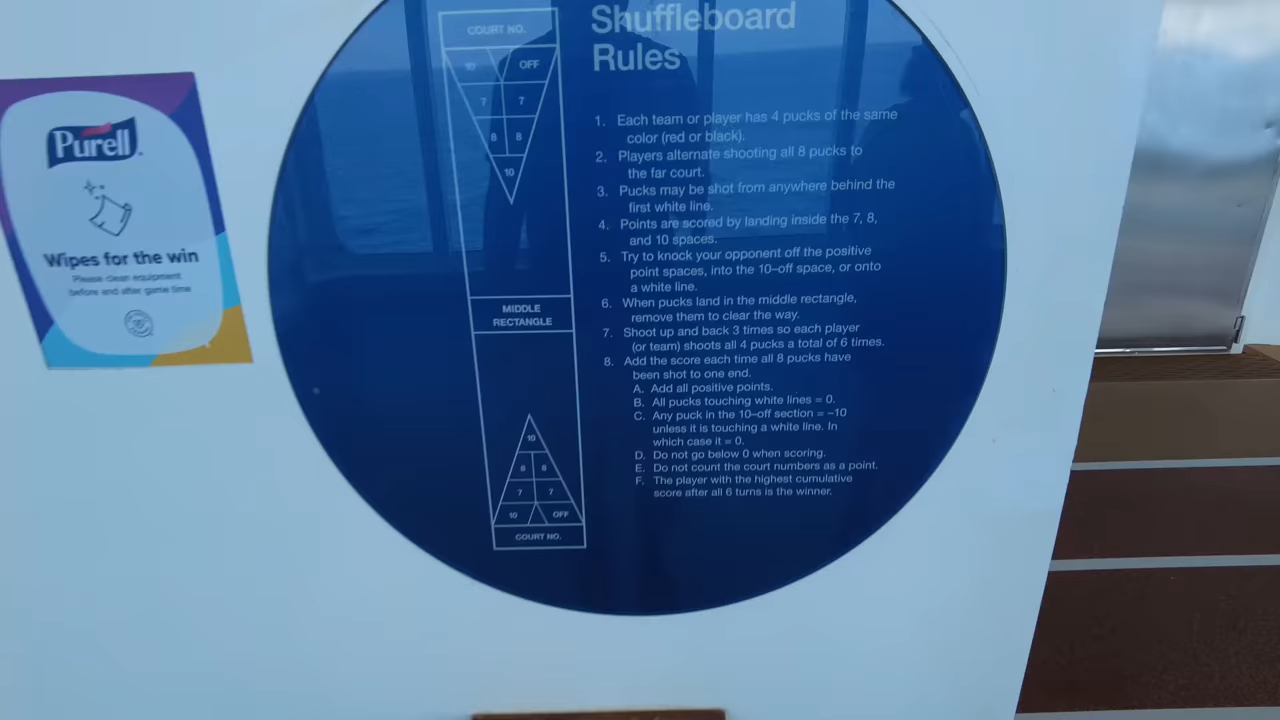 Purell
Wipes for the win
Please clean equipment
before and after game time
COURT NO.
10 OFF
7 7
8 8
10
MIDDLE
RECTANGLE
10
8 8
7 7
10 OFF
COURT NO.
Shuffleboard
Rules
1. Each team or player has 4 pucks of the same
color (red or black).
2. Players alternate shooting all 8 pucks to
the far court.
3. Pucks may be shot from anywhere behind the
first white line.
4. Points are scored by landing inside the 7, 8,
and 10 spaces.
5. Try to knock your opponent off the positive
point spaces, into the 10-off space, or onto
a white line.
6. When pucks land in the middle rectangle,
remove them to clear the way.
7. Shoot up and back 3 times so each player
(or team) shoots all 4 pucks a total of 6 times.
8. Add the score each time all 8 pucks have
been shot to one end.
A. Add all positive points.
B. All pucks touching white lines = 0.
C. Any puck in the 10-off section = -10
unless it is touching a white line. In
which case it = 0.
D. Do not go below 0 when scoring.
E. Do not count the court numbers as a point.
F. The player with the highest cumulative
score after all 6 turns is the winner.